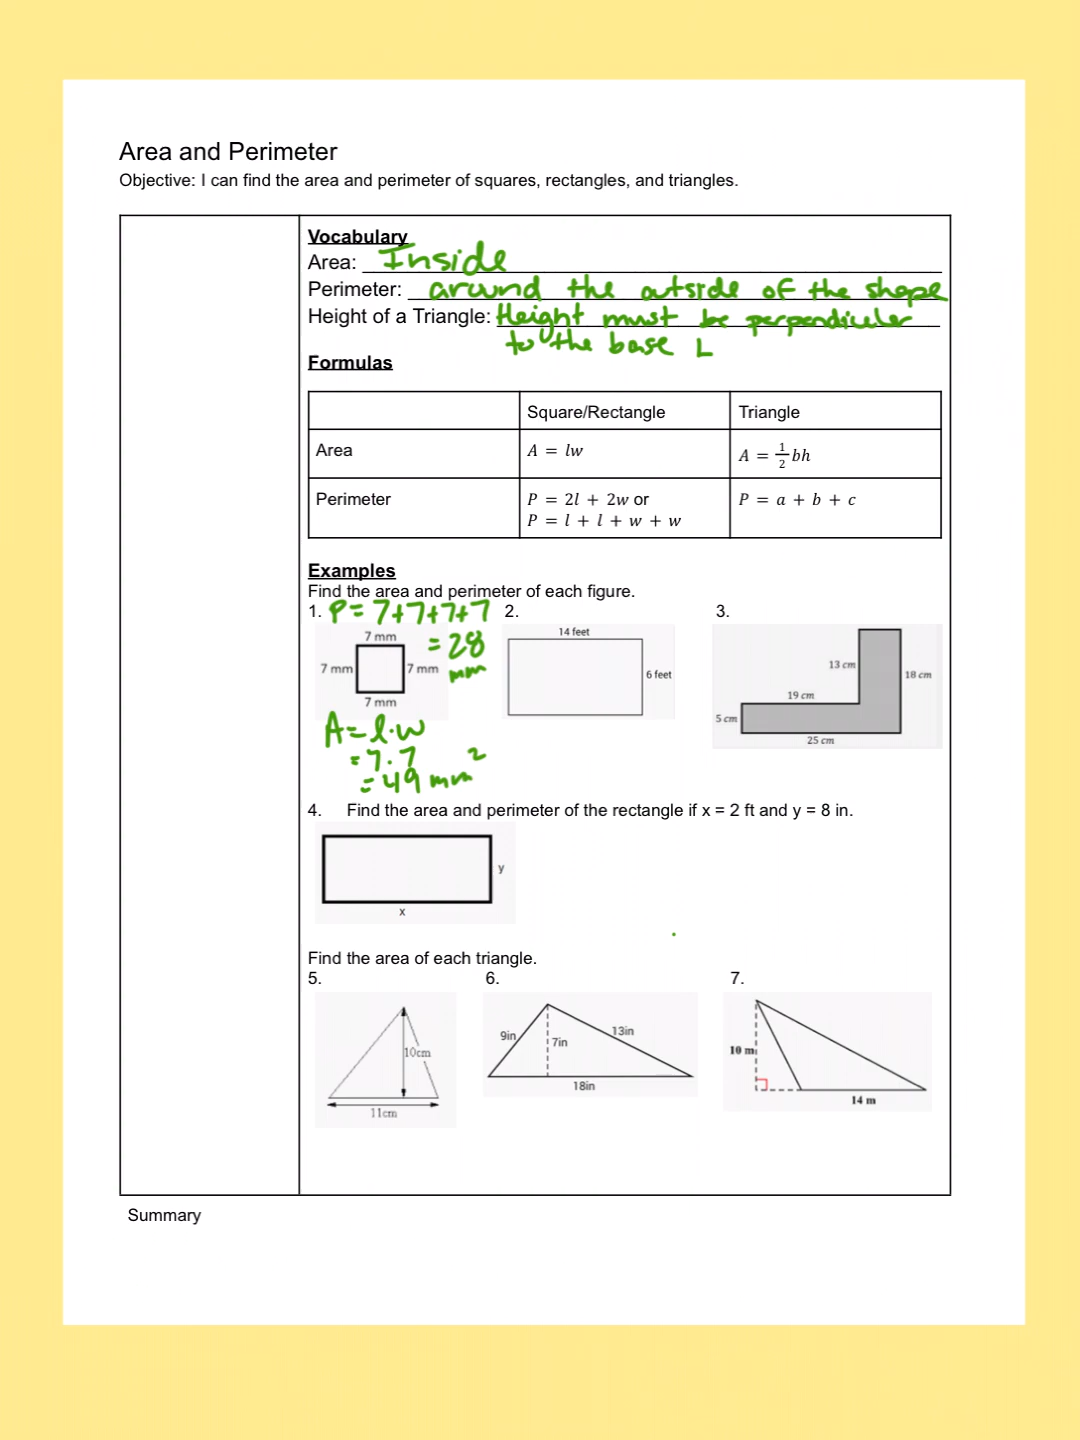 Area and Perimeter
Objective: I can find the area and perimeter of squares, rectangles, and triangles.
Vocabulary
Area: Inside
Perimeter: around the outside of the shape
Height of a Triangle: Height must be perpendiculer
to the base L
Formulas
Square/Rectangle Triangle
Area A = lw A = 1/2 bh
Perimeter P = 2l + 2w or P = a + b + c
P = l + l + w + w
Examples
Find the area and perimeter of each figure.
1. P = 7+7+7+7 2. 3.
= 28
mm
7 mm
7 mm 7 mm
7 mm
A = l·w
= 7·7
= 49 mm²
14 feet
6 feet
13 cm
18 cm
19 cm
5 cm
25 cm
4. Find the area and perimeter of the rectangle if x = 2 ft and y = 8 in.
y
x
Find the area of each triangle.
5. 6. 7.
10cm
11cm
9in 7in 13in
18in
10 m
14 m
Summary